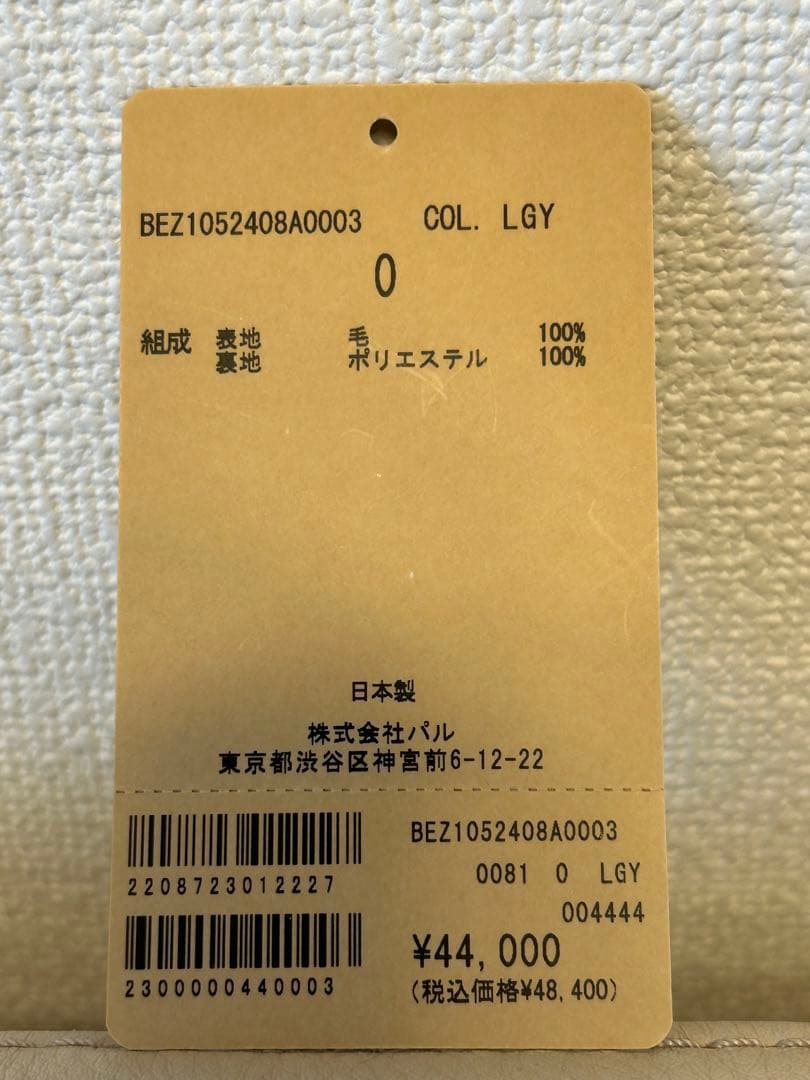 BEZ1052408A0003 COL. LGY
0
組成 表地 毛 100%
裏地 ポリエステル 100%
日本製
株式会社パル
東京都渋谷区神宮前6-12-22
BEZ1052408A0003
2208723012227
0081 0 LGY
004444
¥44,000
2300000440003
(税込価格¥48,400)